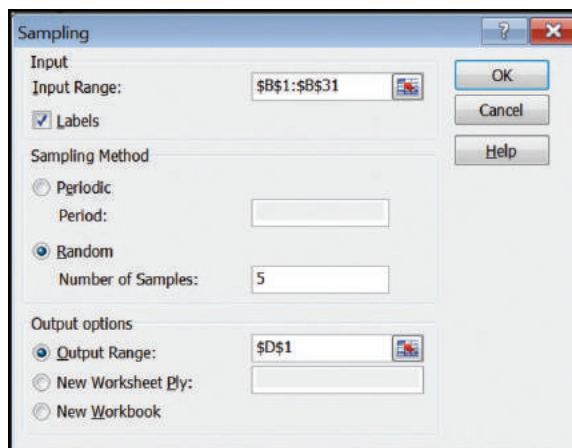 Sampling
Input
Input Range: $B$1:$B$31
Labels
OK
Cancel
Help
Sampling Method
Periodic
Period:
Random
Number of Samples: 5
Output options
Output Range: $D$1
New Worksheet Ply:
New Workbook